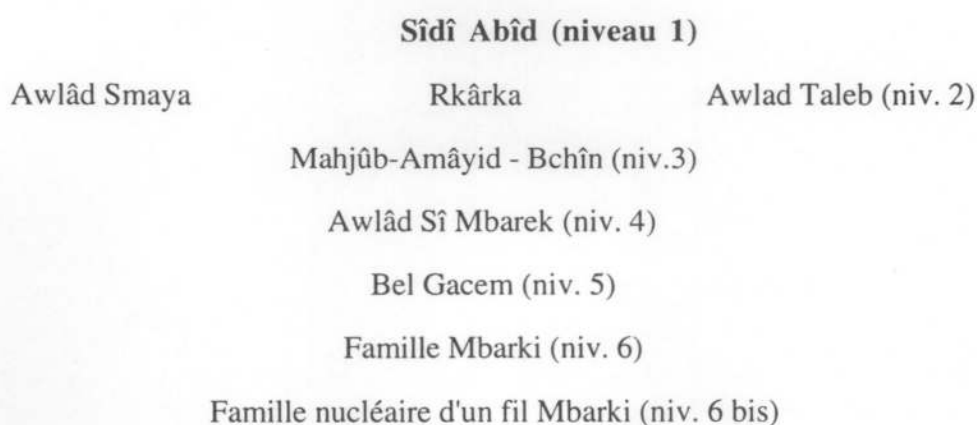 Sîdî Abîd (niveau 1)
Awlâd Smaya Rkârka Awlad Taleb (niv. 2)
Mahjûb-Amâyid - Bchîn (niv.3)
Awlâd Sî Mbarek (niv. 4)
Bel Gacem (niv. 5)
Famille Mbarki (niv. 6)
Famille nucléaire d'un fil Mbarki (niv. 6 bis)